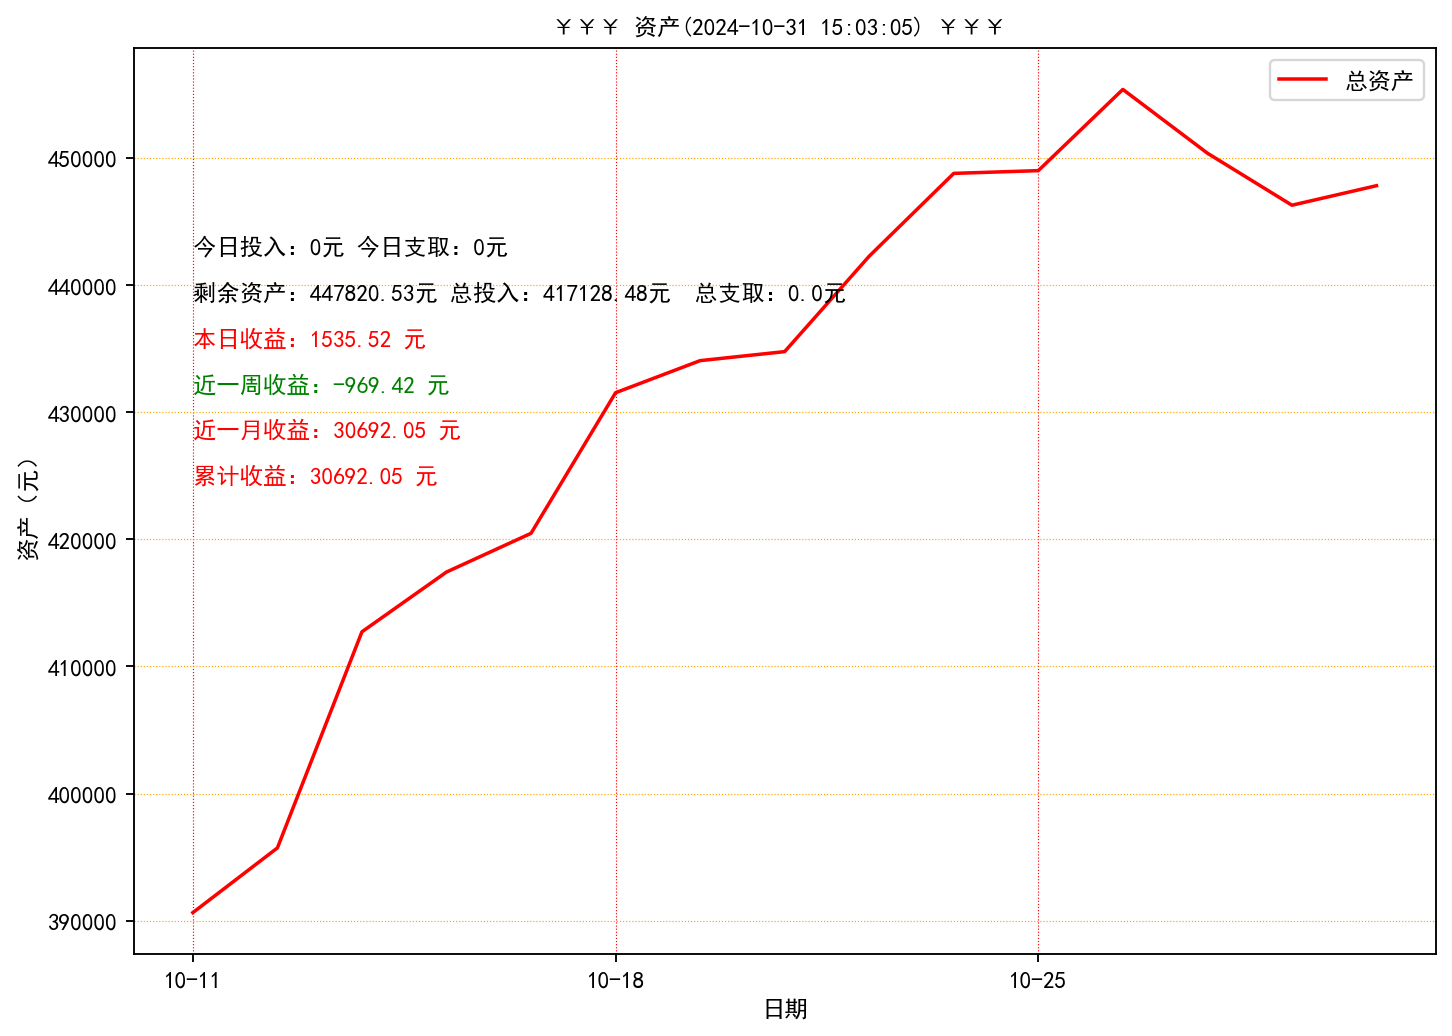 ￥￥￥ 资产(2024-10-31 15:03:05) ￥￥￥
总资产
450000
今日投入：0元 今日支取：0元
440000
剩余资产：447820.53元 总投入：417128.48元  总支取：0.0元
本日收益：1535.52 元
近一周收益：-969.42 元
430000
近一月收益：30692.05 元
累计收益：30692.05 元
资产（元）
420000
410000
400000
390000
10-11
10-18
10-25
日期